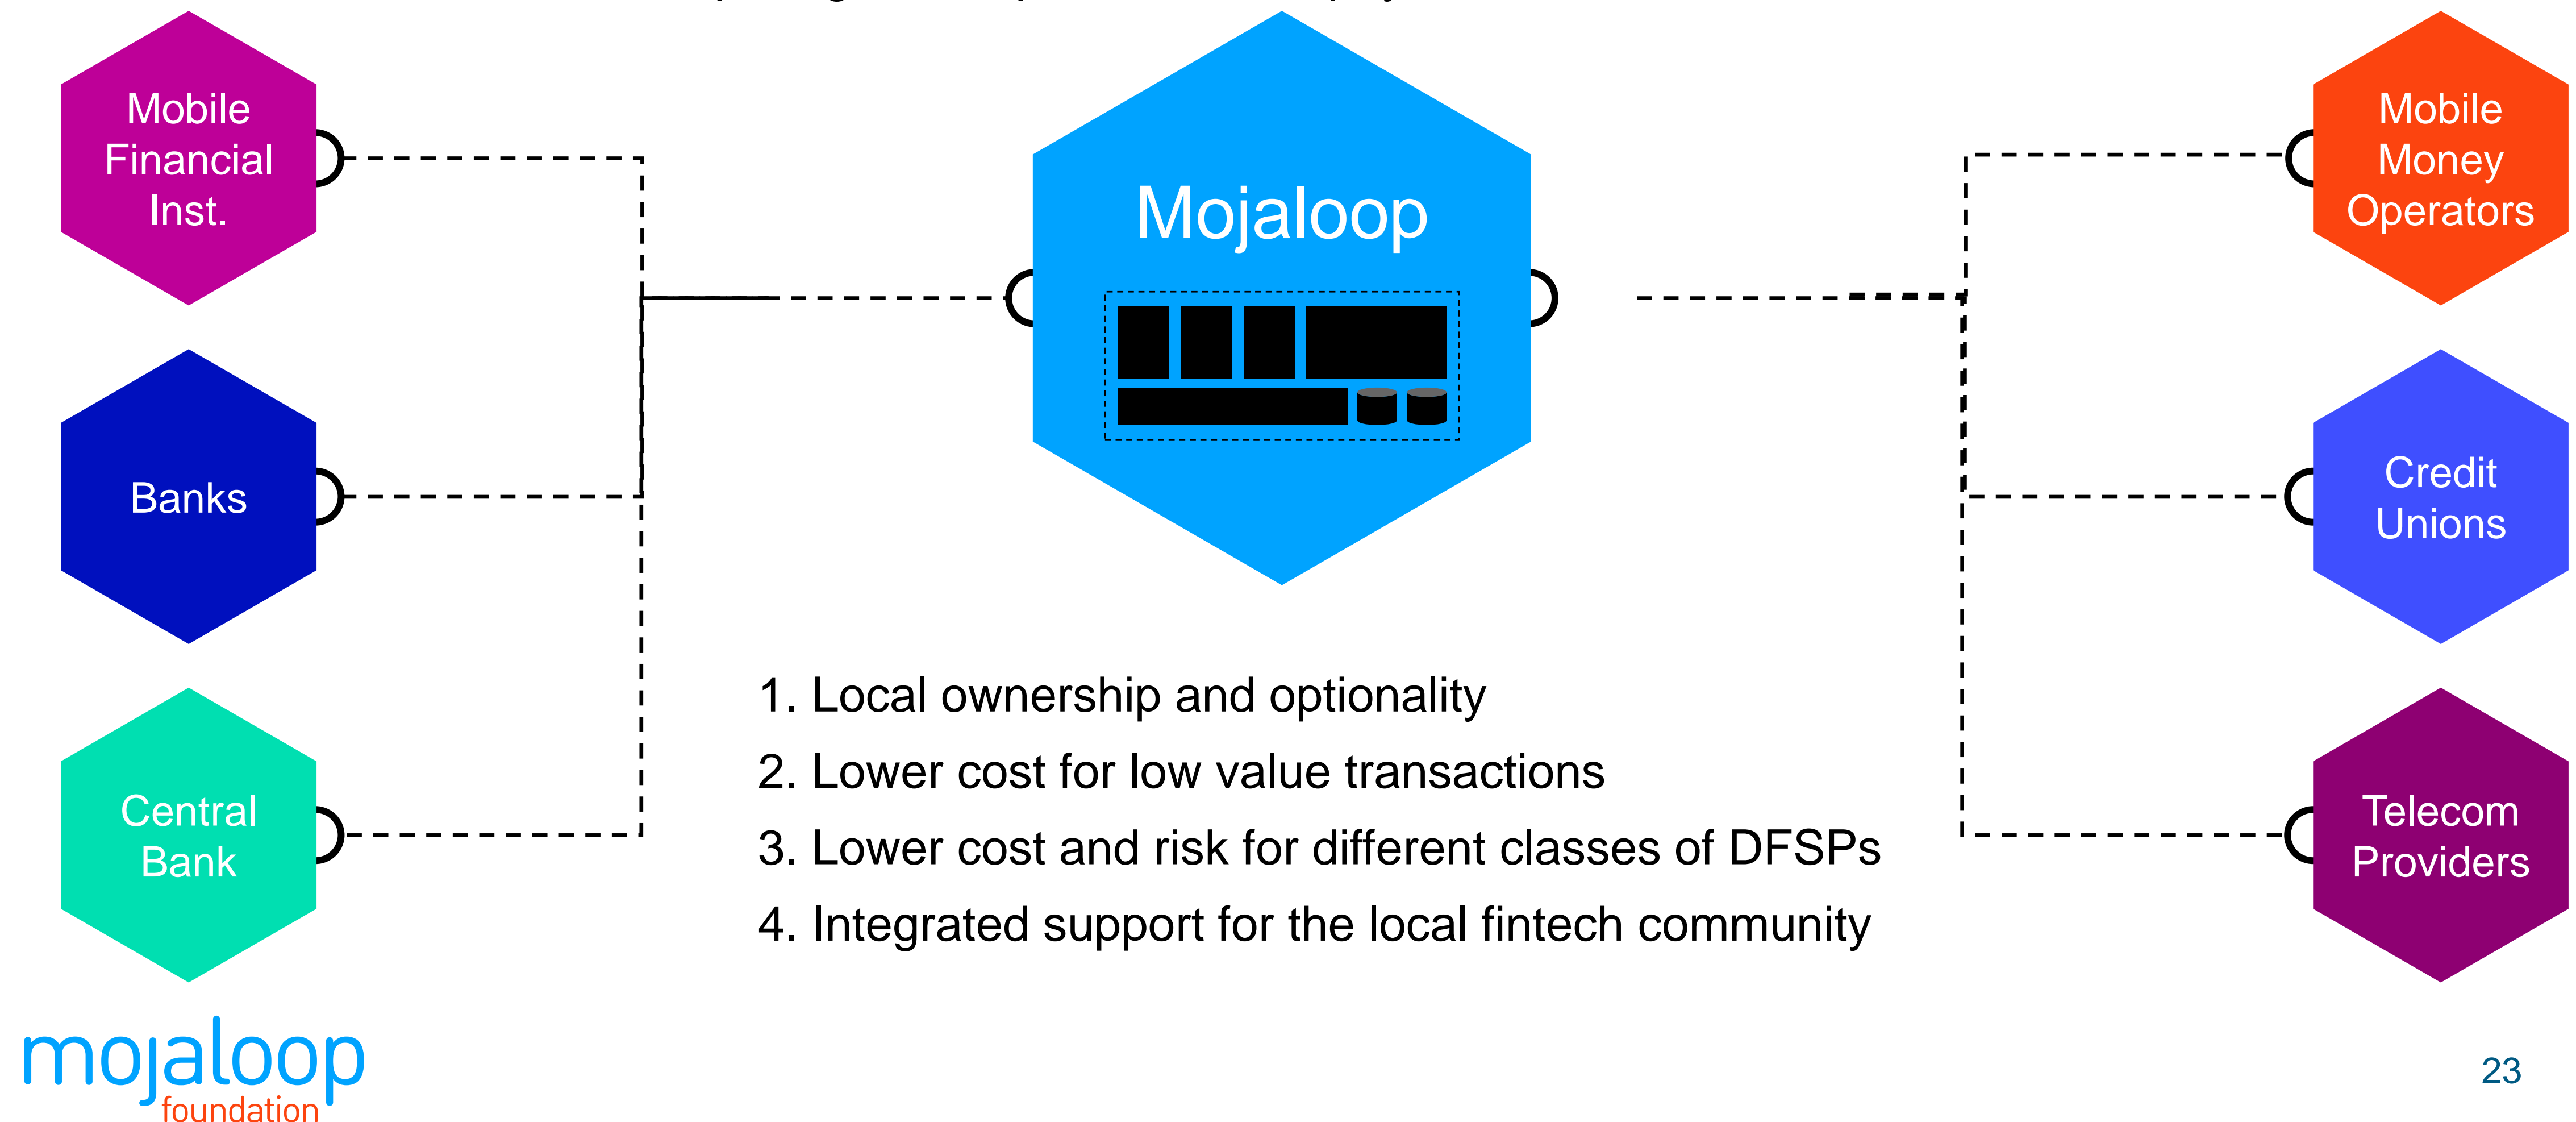 Mobile
Financial
Inst.
Banks
Central
Bank
Mojaloop
1. Local ownership and optionality
2. Lower cost for low value transactions
3. Lower cost and risk for different classes of DFSPs
4. Integrated support for the local fintech community
Mobile
Money
Operators
Credit
Unions
Telecom
Providers
mojaloop
foundation
23